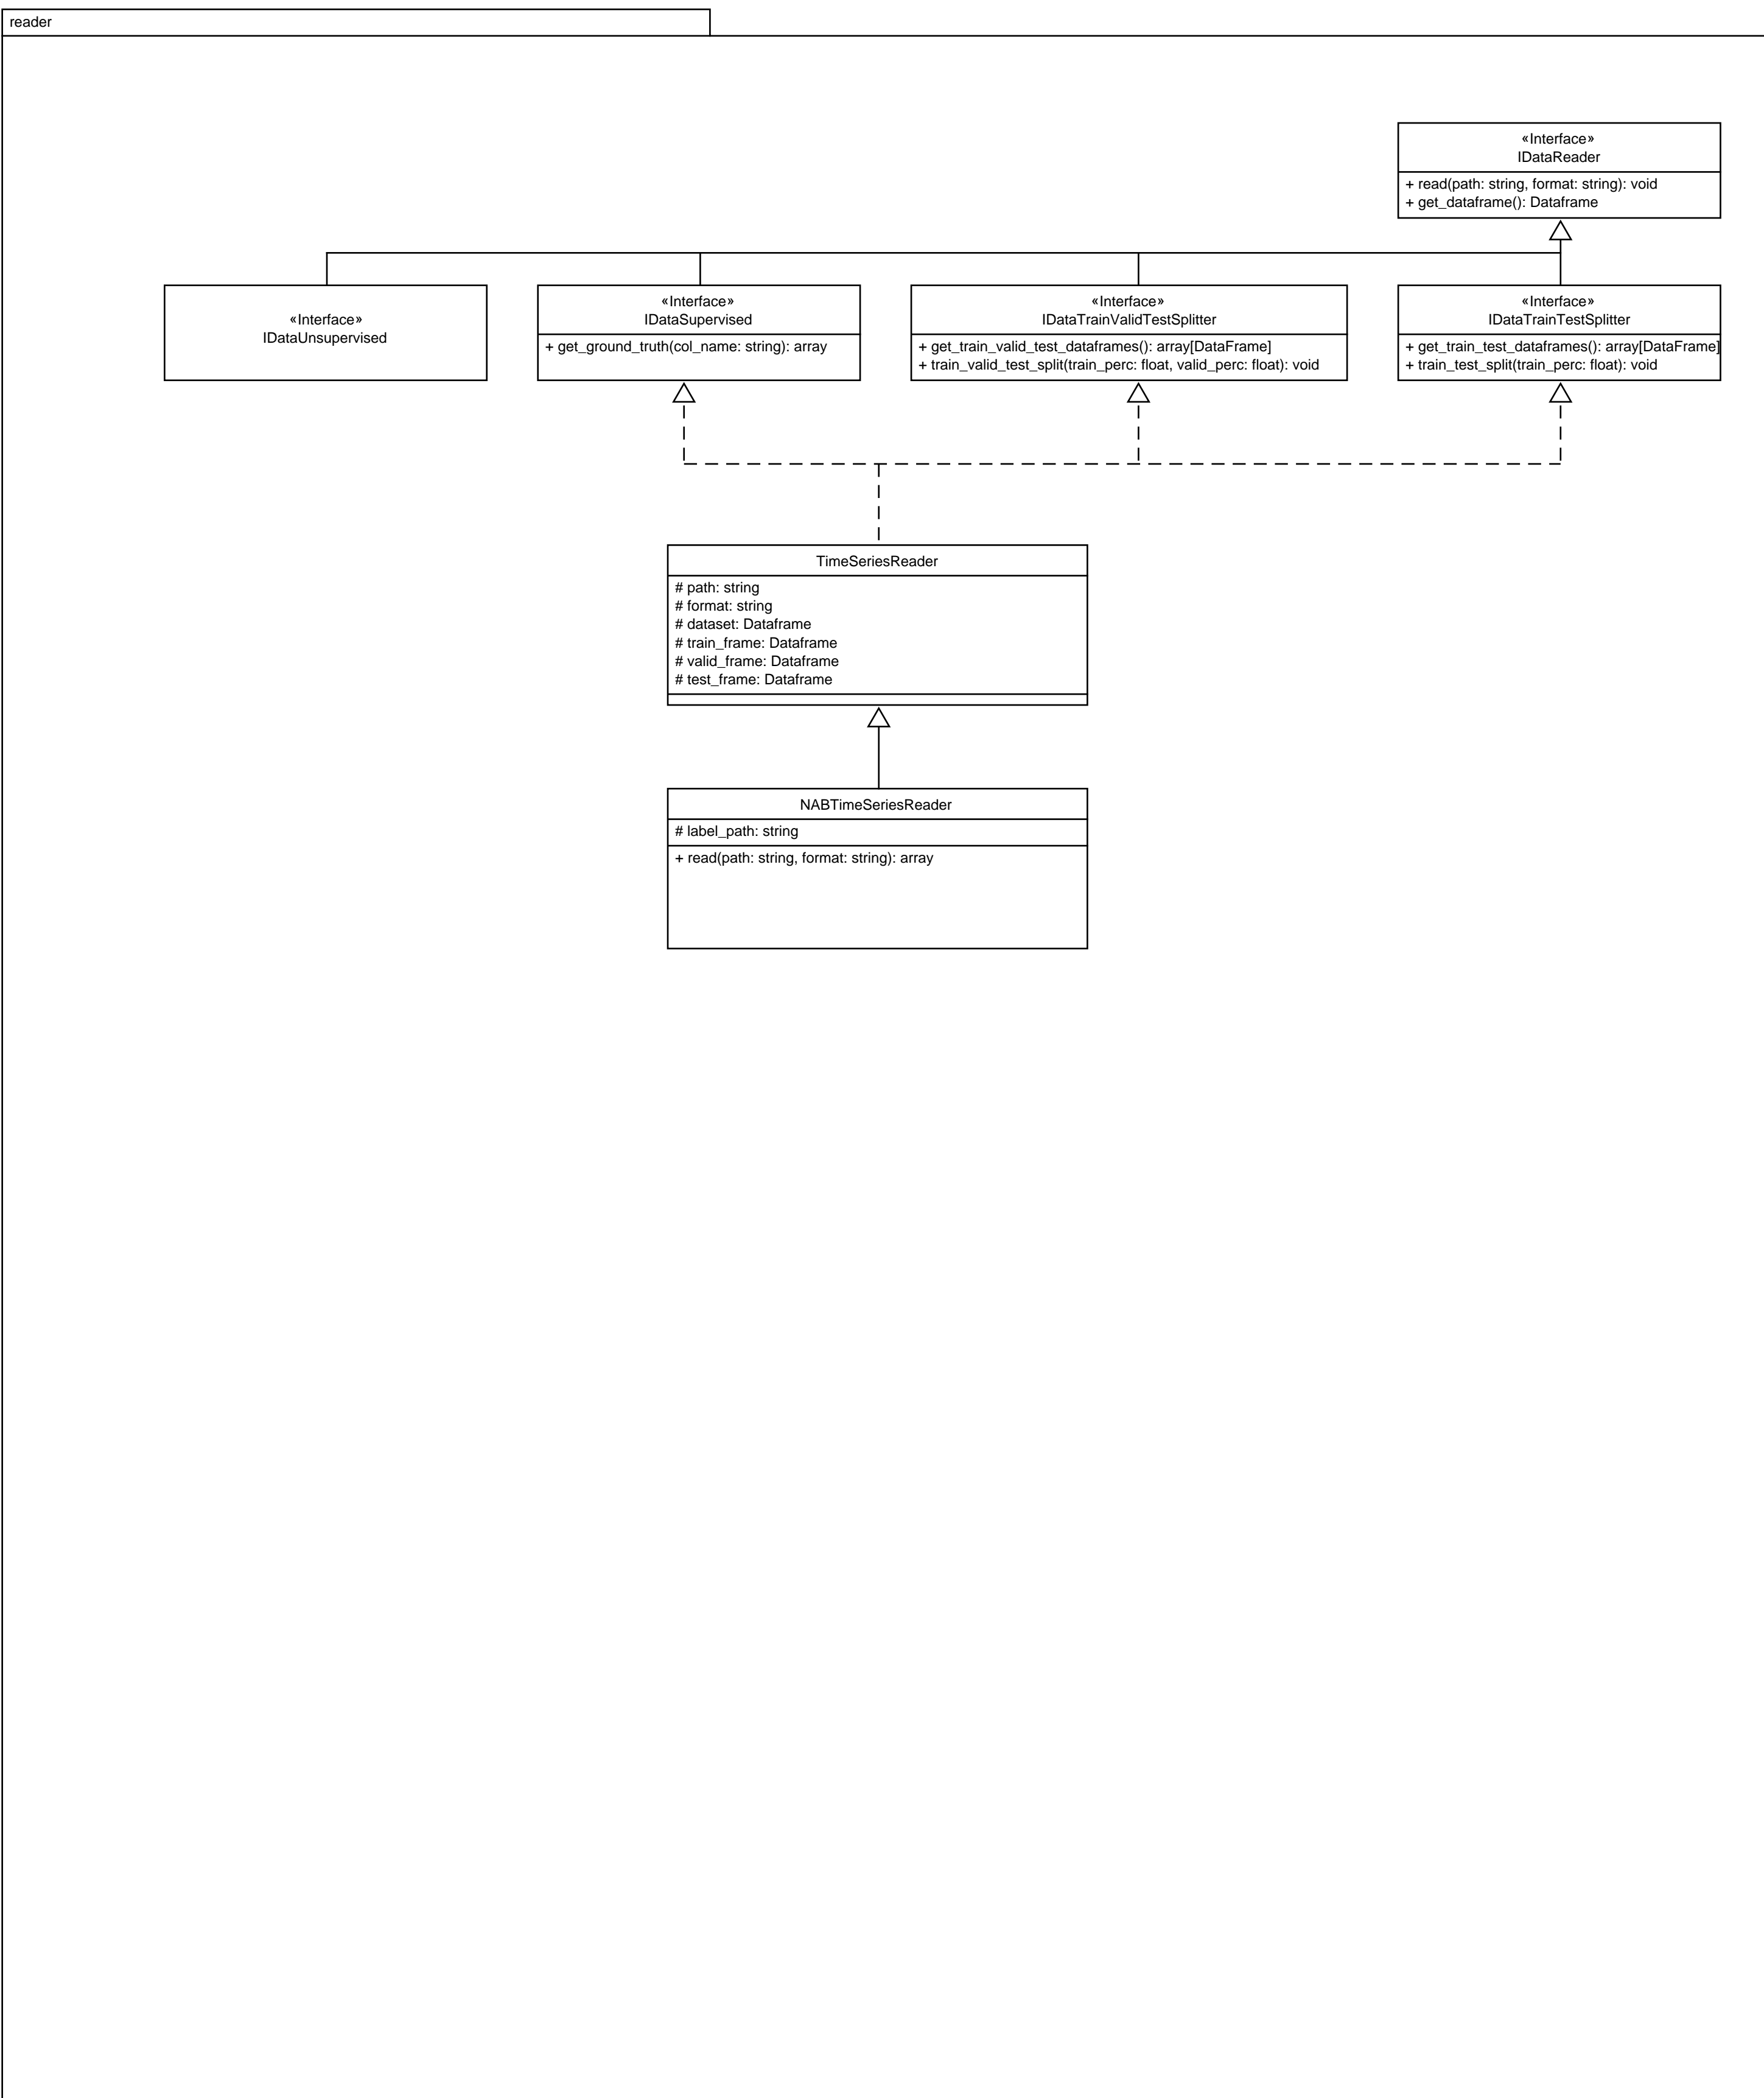 reader
«Interface»
IDataReader
+ read(path: string, format: string): void
+ get_dataframe(): Dataframe
«Interface»
IDataUnsupervised
«Interface»
IDataSupervised
+ get_ground_truth(col_name: string): array
«Interface»
IDataTrainValidTestSplitter
+ get_train_valid_test_dataframes(): array[DataFrame]
+ train_valid_test_split(train_perc: float, valid_perc: float): void
«Interface»
IDataTrainTestSplitter
+ get_train_test_dataframes(): array[DataFrame]
+ train_test_split(train_perc: float): void
TimeSeriesReader
# path: string
# format: string
# dataset: Dataframe
# train_frame: Dataframe
# valid_frame: Dataframe
# test_frame: Dataframe
NABTimeSeriesReader
# label_path: string
+ read(path: string, format: string): array